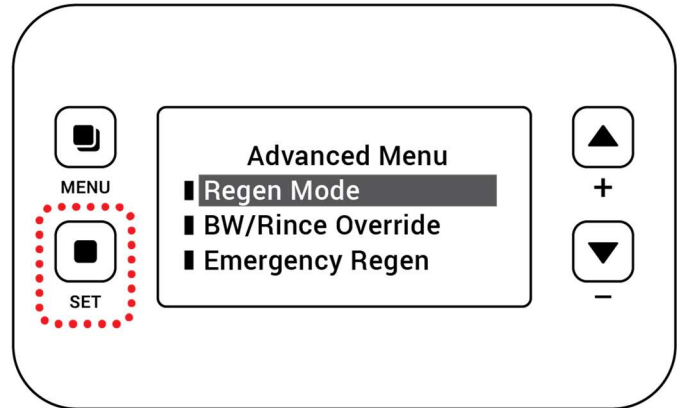 Advanced Menu
Regen Mode
BW/Rince Override
Emergency Regen
MENU
SET
+
−